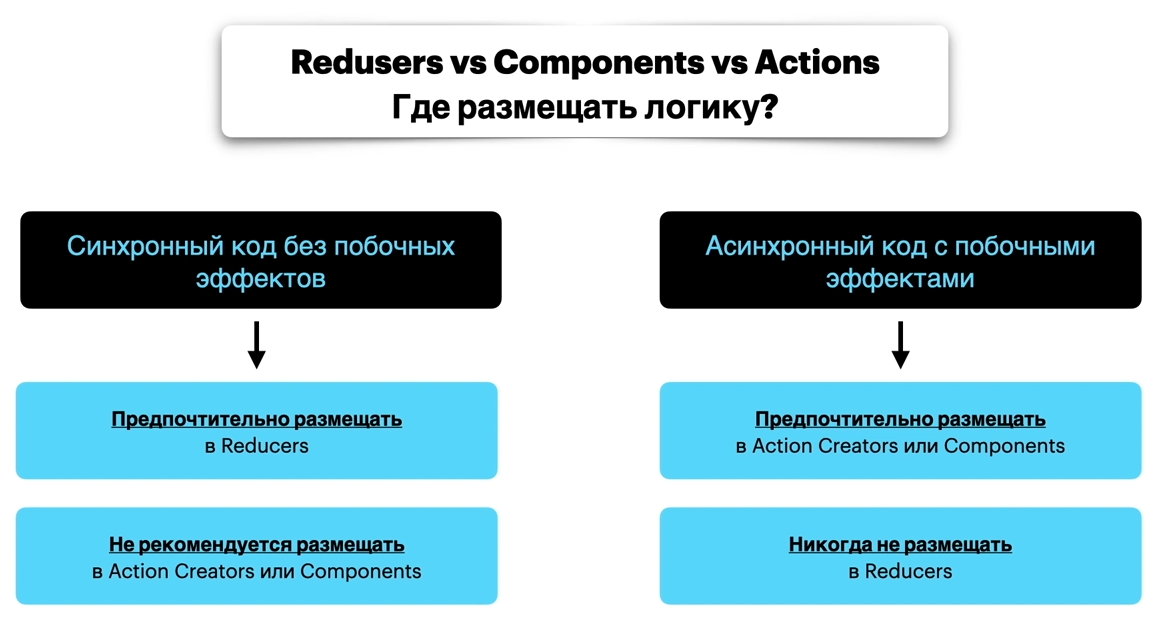 Redusers vs Components vs Actions
Где размещать логику?
Синхронный код без побочных
эффектов
Предпочтительно размещать
в Reducers
Не рекомендуется размещать
в Action Creators или Components
Асинхронный код с побочными
эффектами
Предпочтительно размещать
в Action Creators или Components
Никогда не размещать
в Reducers